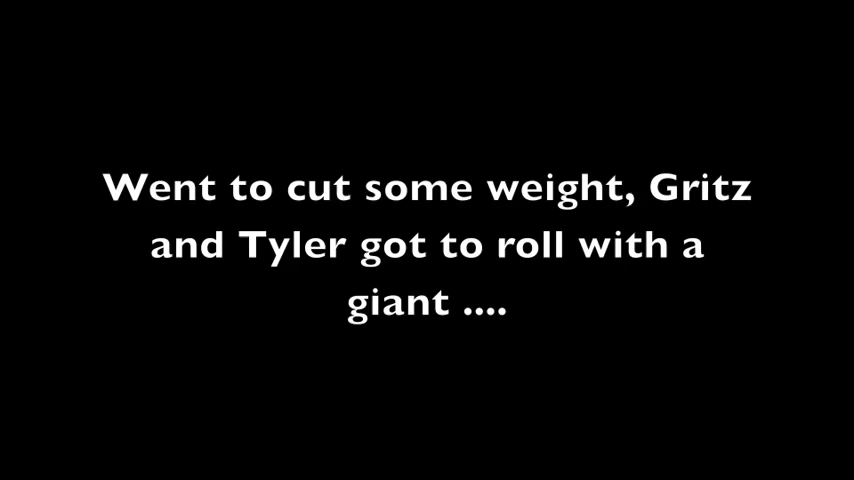 Went to cut some weight, Gritz
and Tyler got to roll with a
giant ....